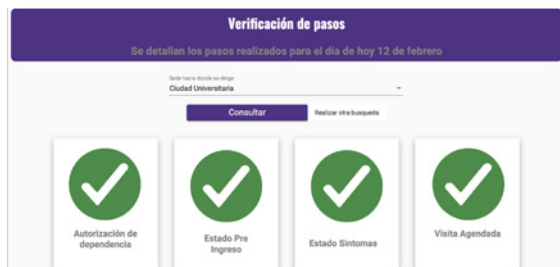 Verificación de pasos
Se detallan los pasos realizados para el día de hoy 12 de febrero
Sede hacia donde se dirige
Ciudad Universitaria
Consultar
Realizar otra busqueda
Autorización de
dependencia
Estado Pre
Ingreso
Estado Sintomas
Visita Agendada